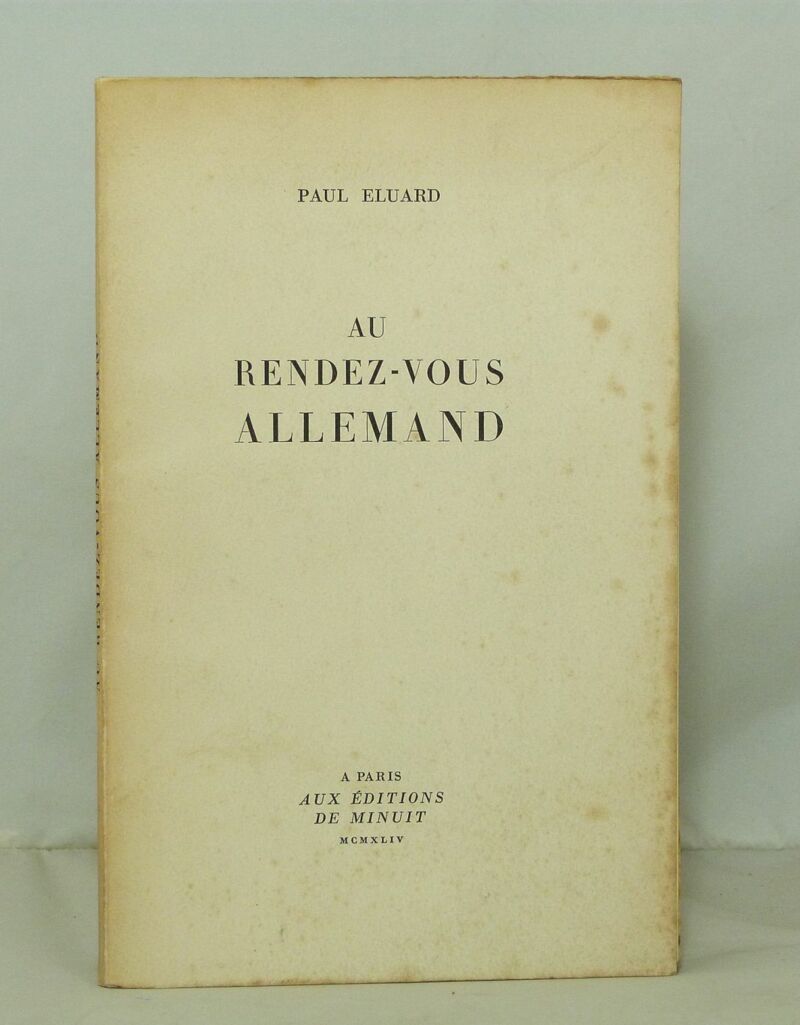 PAUL ELUARD
AU
RENDEZ-VOUS
ALLEMAND
A PARIS
AUX ÉDITIONS
DE MINUIT
MCMXLIV